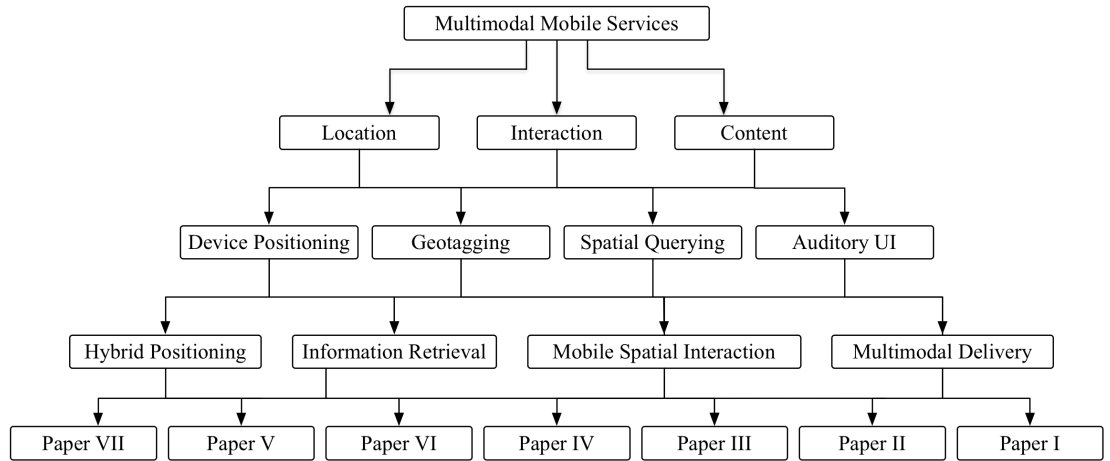 Multimodal Mobile Services
Location
Interaction
Content
Device Positioning
Geotagging
Spatial Querying
Auditory UI
Hybrid Positioning
Information Retrieval
Mobile Spatial Interaction
Multimodal Delivery
Paper VII
Paper V
Paper VI
Paper IV
Paper III
Paper II
Paper I